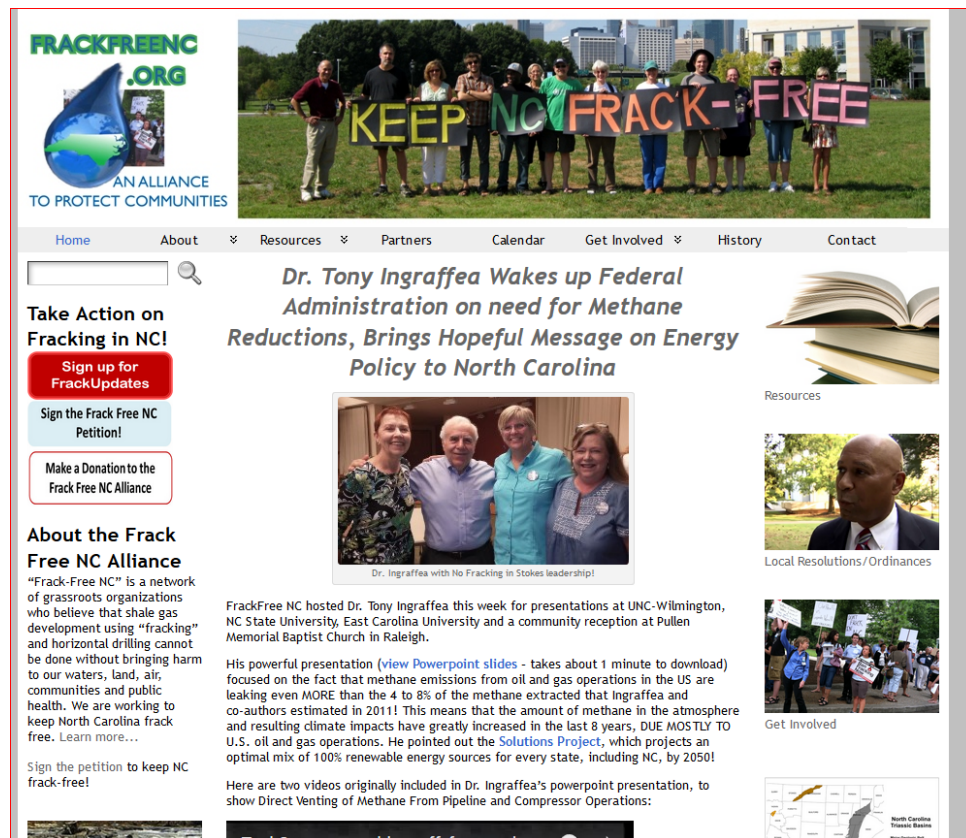 FRACKFREENC
.ORG
AN ALLIANCE
TO PROTECT COMMUNITIES
KEEP NC FRACK-FREE
Home About Resources Partners Calendar Get Involved History Contact
Take Action on
Fracking in NC!
Sign up for
FrackUpdates
Sign the Frack Free NC
Petition!
Make a Donation to the
Frack Free NC Alliance
About the Frack
Free NC Alliance
“Frack-Free NC” is a network
of grassroots organizations
who believe that shale gas
development using “fracking”
and horizontal drilling cannot
be done without bringing harm
to our waters, land, air,
communities and public
health. We are working to
keep North Carolina frack
free. Learn more...
Sign the petition to keep NC
frack-free!
Dr. Tony Ingraffea Wakes up Federal
Administration on need for Methane
Reductions, Brings Hopeful Message on Energy
Policy to North Carolina
Dr. Ingraffea with No Fracking in Stokes leadership!
FrackFree NC hosted Dr. Tony Ingraffea this week for presentations at UNC-Wilmington,
NC State University, East Carolina University and a community reception at Pullen
Memorial Baptist Church in Raleigh.
His powerful presentation (view Powerpoint slides - takes about 1 minute to download)
focused on the fact that methane emissions from oil and gas operations in the US are
leaking even MORE than the 4 to 8% of the methane extracted that Ingraffea and
co-authors estimated in 2011! This means that the amount of methane in the atmosphere
and resulting climate impacts have greatly increased in the last 8 years, DUE MOSTLY TO
U.S. oil and gas operations. He pointed out the Solutions Project, which projects an
optimal mix of 100% renewable energy sources for every state, including NC, by 2050!
Here are two videos originally included in Dr. Ingraffea’s powerpoint presentation, to
show Direct Venting of Methane From Pipeline and Compressor Operations:
Resources
Local Resolutions/Ordinances
Get Involved
North Carolina
Triassic Basins